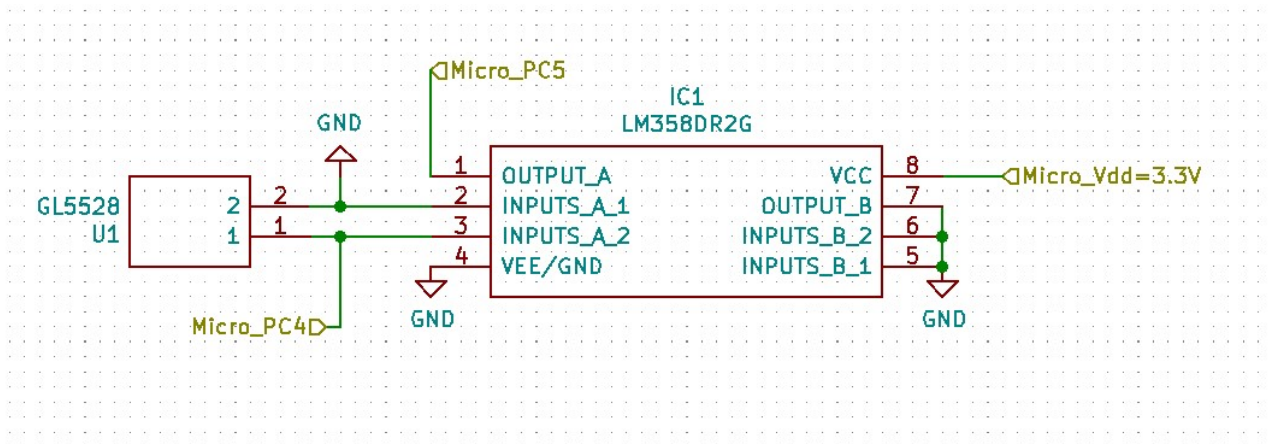 Micro_PC5
IC1
LM358DR2G
GND
GL5528
U1
2
1
2
1
1
2
3
4
OUTPUT_A
INPUTS_A_1
INPUTS_A_2
VEE/GND
VCC
OUTPUT_B
INPUTS_B_2
INPUTS_B_1
8
7
6
5
Micro_Vdd=3.3V
Micro_PC4
GND
GND